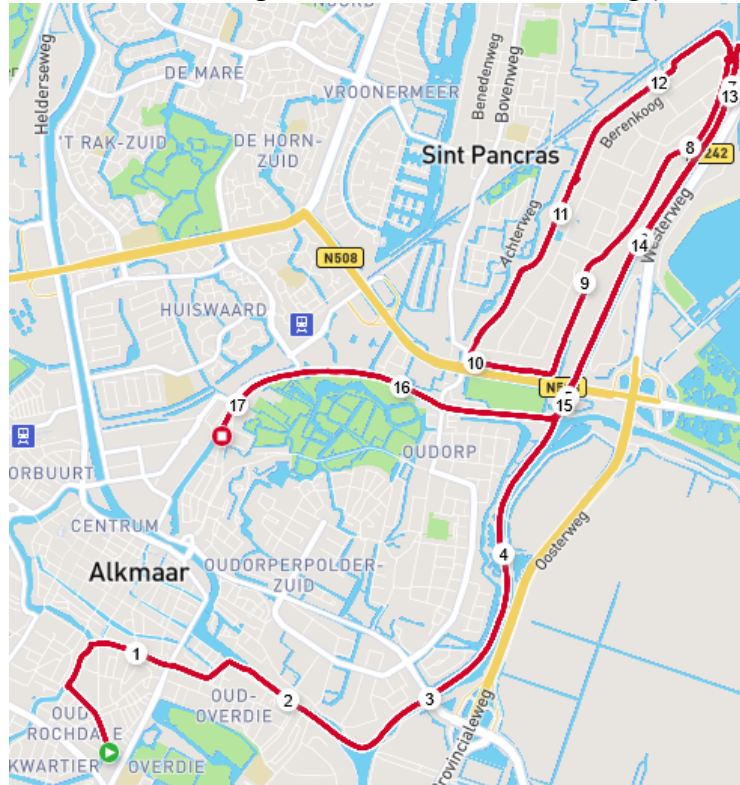 NOORD
DE MARE
Helderseweg
VROONERMEER
Benedenweg
Bovenweg
12
13
Berenkoog
'T RAK-ZUID
DE HORN-
ZUID
8
242
Sint Pancras
11
Achterweg
14
Westerweg
N508
9
HUISWAARD
10
16
15
17
OUDORP
ORBUURT
CENTRUM
4
Oosterweg
Alkmaar
OUDORPERPOLDER-
ZUID
1
2
3
OUD-
OVERDIE
OUD
ROCHDALE
KWARTIER
OVERDIE
Provincialeweg